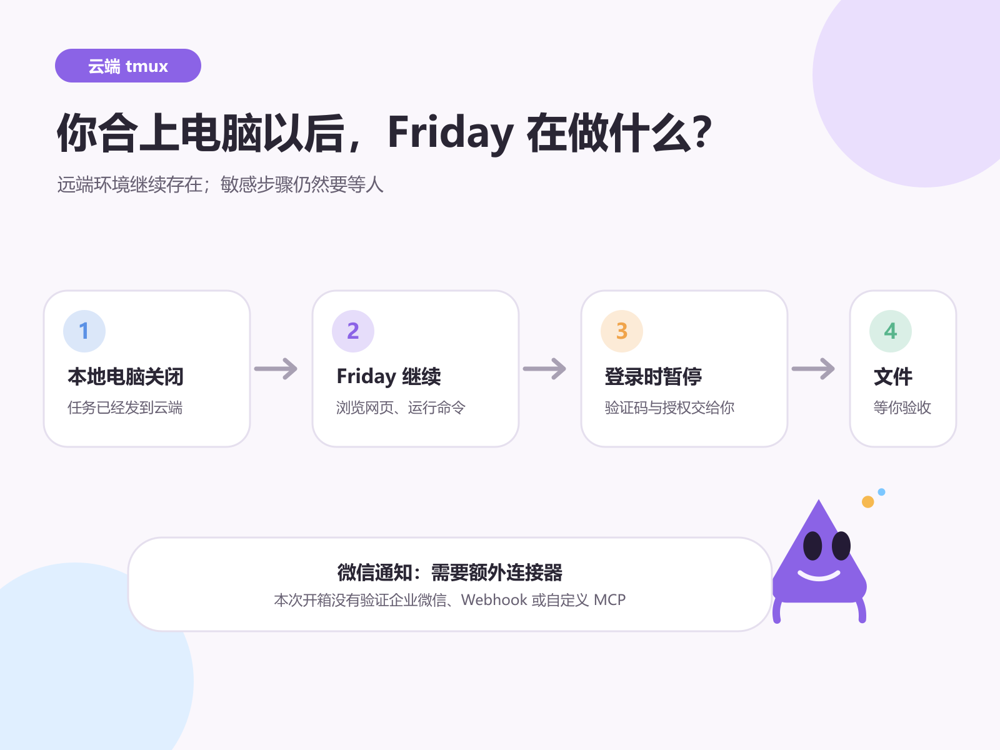 云端 tmux
你合上电脑以后，Friday 在做什么？
远端环境继续存在；敏感步骤仍然要等人
1
本地电脑关闭
任务已经发到云端
2
Friday 继续
浏览网页、运行命令
3
登录时暂停
验证码与授权交给你
4
文件
等你验收
微信通知：需要额外连接器
本次开箱没有验证企业微信、Webhook 或自定义 MCP